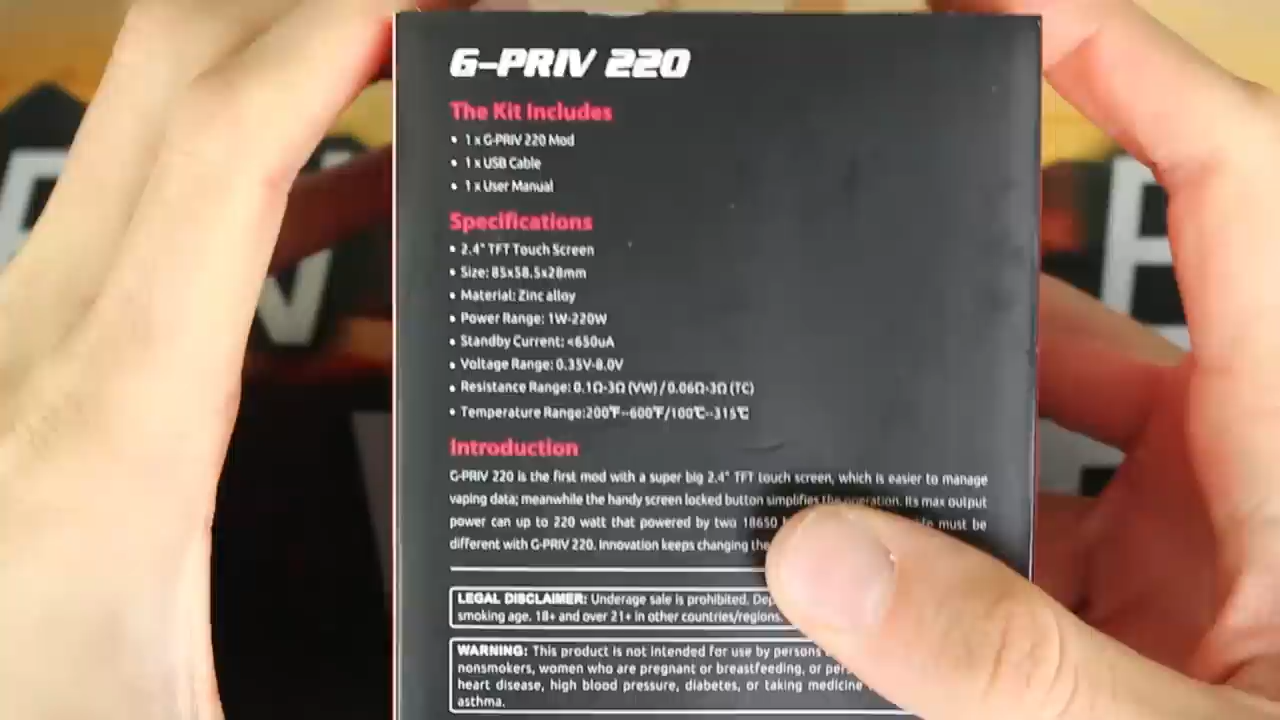 G-PRIV 220
The Kit Includes
• 1 x G-PRIV 220 Mod
• 1 x USB Cable
• 1 x User Manual
Specifications
• 2.4" TFT Touch Screen
• Size: 85x58.5x28mm
• Material: Zinc alloy
• Power Range: 1W-220W
• Standby Current: <650uA
• Voltage Range: 0.35V-8.0V
• Resistance Range: 0.1Ω-3Ω (VW) / 0.06Ω-3Ω (TC)
• Temperature Range:200℉--600℉/100℃--315℃
Introduction
G-PRIV 220 is the first mod with a super big 2.4" TFT touch screen, which is easier to manage
vaping data; meanwhile the handy screen locked button simplifies the operation. Its max output
power can up to 220 watt that powered by two 18650 must be
different with G-PRIV 220. Innovation keeps changing the
LEGAL DISCLAIMER: Underage sale is prohibited.
smoking age. 18+ and over 21+ in other countries/regions.
WARNING: This product is not intended for use by persons
nonsmokers, women who are pregnant or breastfeeding, or
heart disease, high blood pressure, diabetes, or taking medicine
asthma.